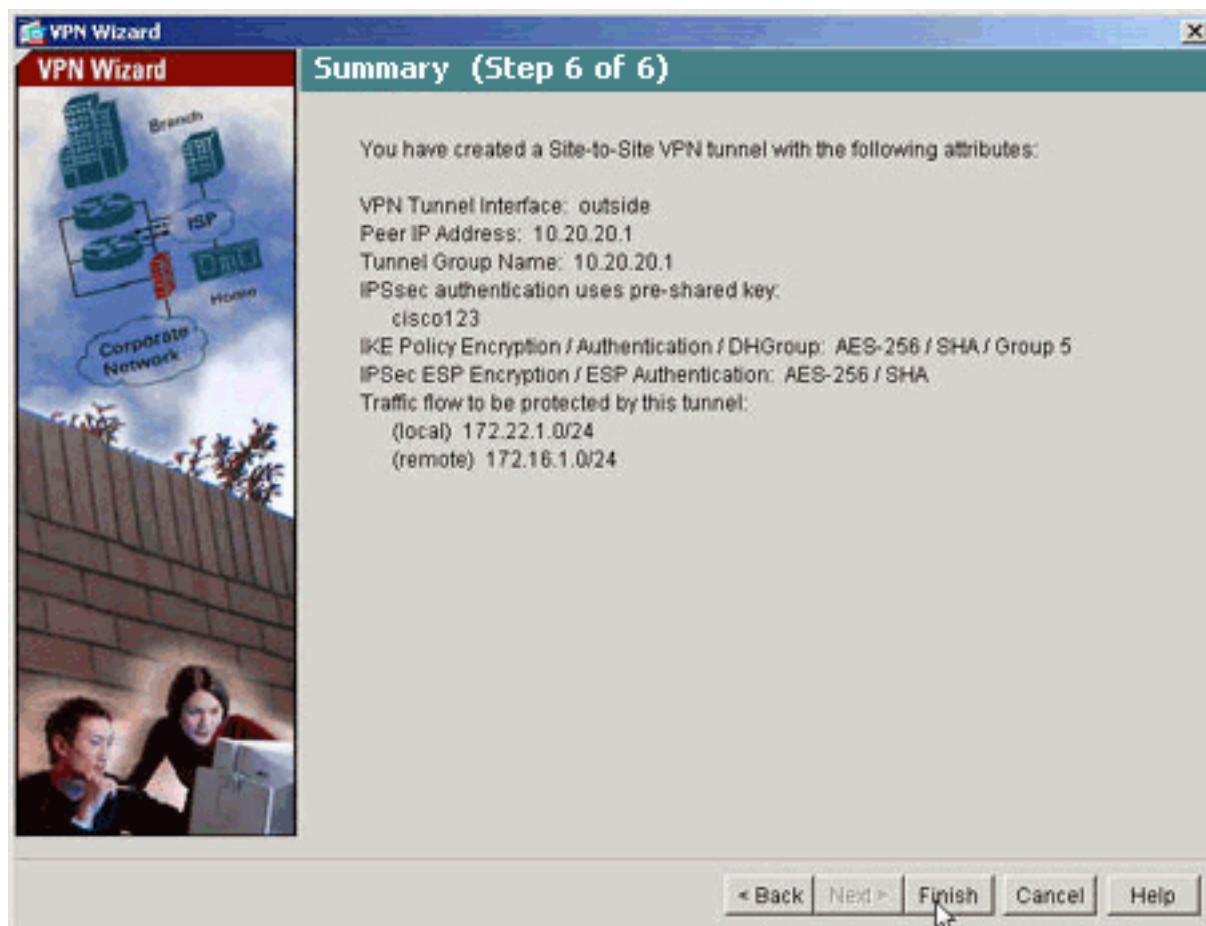 VPN Wizard
VPN Wizard
Summary (Step 6 of 6)
Branch
ISP
Home
Corporate
Network
You have created a Site-to-Site VPN tunnel with the following attributes:
VPN Tunnel Interface: outside
Peer IP Address: 10.20.20.1
Tunnel Group Name: 10.20.20.1
IPSsec authentication uses pre-shared key:
cisco123
IKE Policy Encryption / Authentication / DHGroup: AES-256 / SHA / Group 5
IPSec ESP Encryption / ESP Authentication: AES-256 / SHA
Traffic flow to be protected by this tunnel:
(local) 172.22.1.0/24
(remote) 172.16.1.0/24
< Back Next > Finish Cancel Help